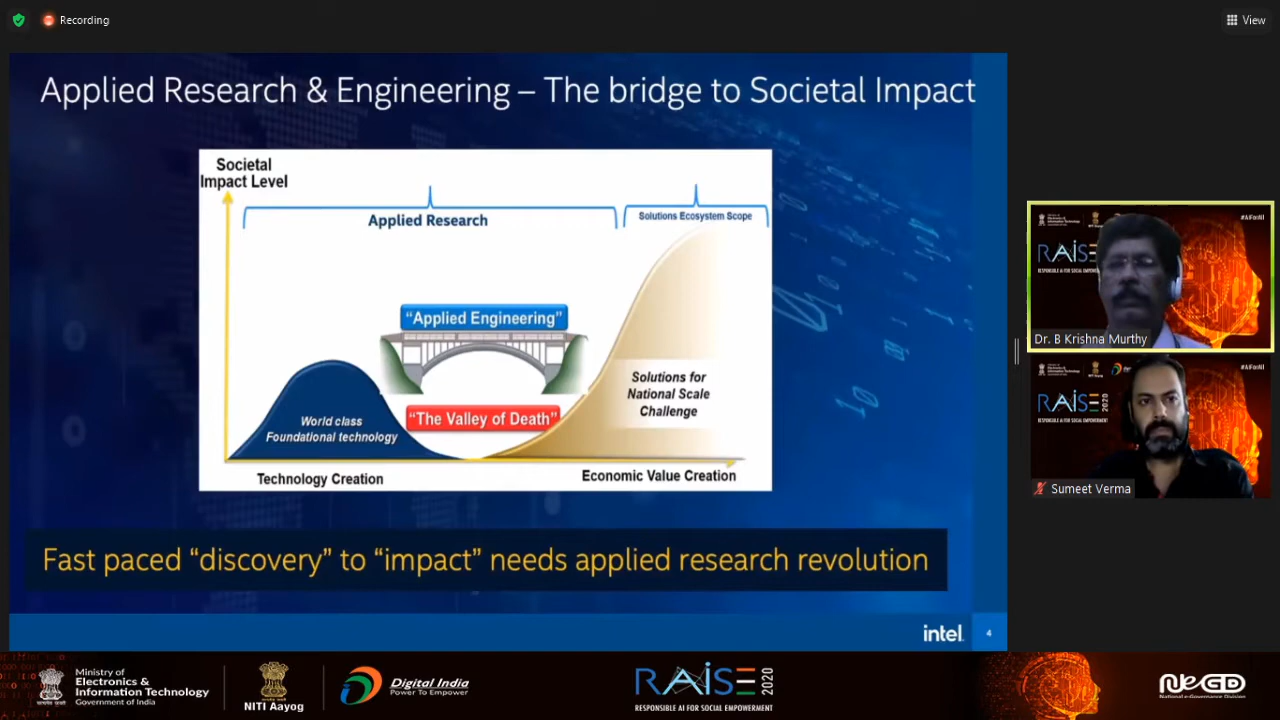 Recording
View
Applied Research & Engineering – The bridge to Societal Impact
Societal
Impact Level
Applied Research
Solutions Ecosystem Scope
“Applied Engineering”
“The Valley of Death”
World class
Foundational technology
Solutions for
National Scale
Challenge
Technology Creation
Economic Value Creation
Fast paced “discovery” to “impact” needs applied research revolution
intel.
4
#AIForAll
RAISE
Dr. B Krishna Murthy
#AIForAll
RAISE 2020
RESPONSIBLE AI FOR SOCIAL EMPOWERMENT
Sumeet Verma
Ministry of
Electronics &
Information Technology
Government of India
NITI Aayog
Digital India
Power To Empower
RAISE 2020
RESPONSIBLE AI FOR SOCIAL EMPOWERMENT
NeGD
National e-Governance Division